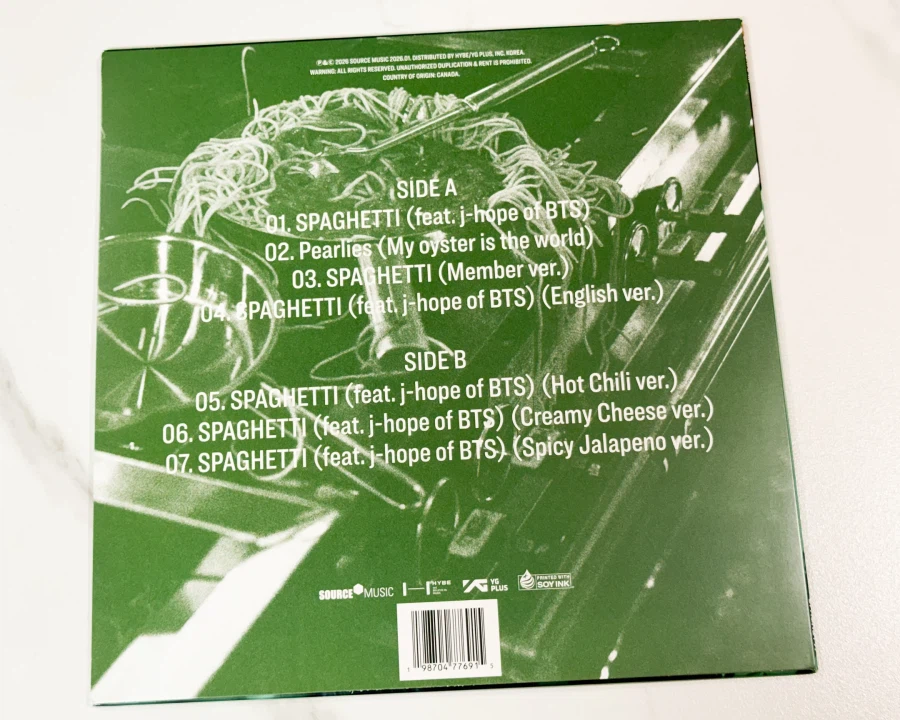 ℗&© 2026 SOURCE MUSIC 2026.01. DISTRIBUTED BY HYBE/YG PLUS, INC. KOREA.
WARNING: ALL RIGHTS RESERVED. UNAUTHORIZED DUPLICATION & RENT IS PROHIBITED.
COUNTRY OF ORIGIN: CANADA.
SIDE A
01. SPAGHETTI (feat. j-hope of BTS)
02. Pearlies (My oyster is the world)
03. SPAGHETTI (Member ver.)
04. SPAGHETTI (feat. j-hope of BTS) (English ver.)
SIDE B
05. SPAGHETTI (feat. j-hope of BTS) (Hot Chili ver.)
06. SPAGHETTI (feat. j-hope of BTS) (Creamy Cheese ver.)
07. SPAGHETTI (feat. j-hope of BTS) (Spicy Jalapeno ver.)
SOURCE MUSIC HYBE YG PLUS PRINTED WITH SOY INK
1 98704 77691 5